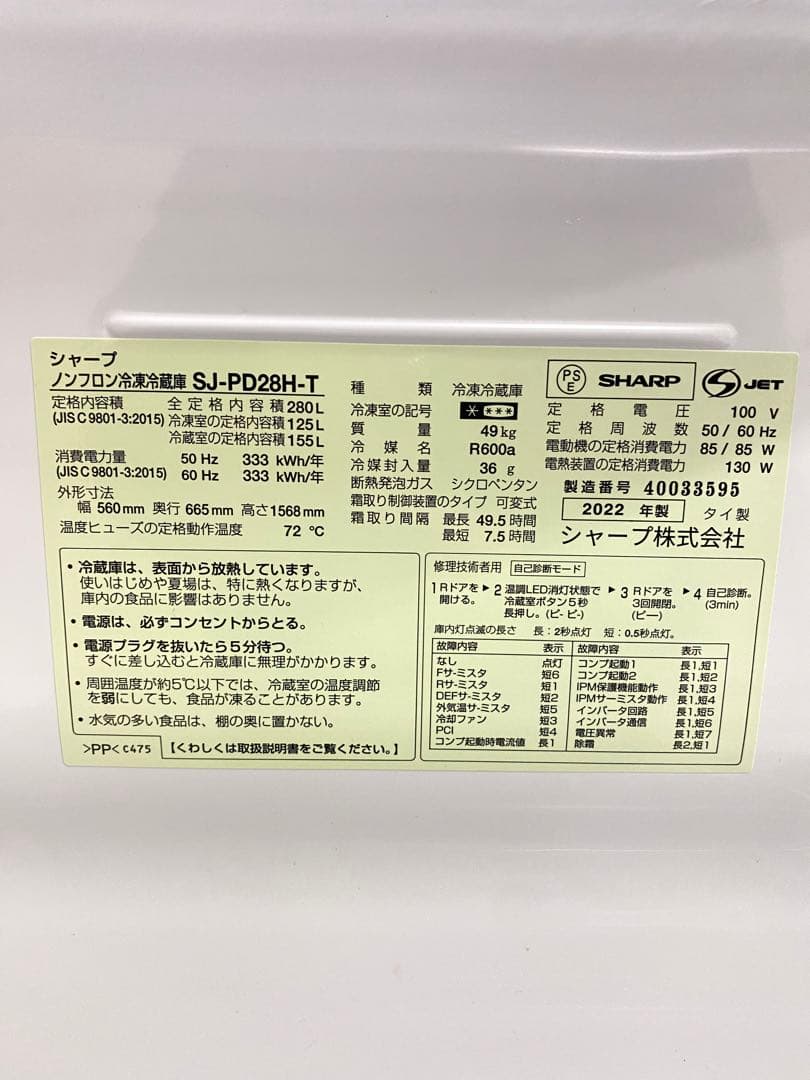 シャープ
ノンフロン冷凍冷蔵庫 SJ-PD28H-T
定格内容積 全定格内容積 280L
(JIS C 9801-3:2015) 冷凍室の定格内容積 125L
冷蔵室の定格内容積 155L
消費電力量 50 Hz 333 kWh/年
(JIS C 9801-3:2015) 60 Hz 333 kWh/年
外形寸法
幅 560mm 奥行 665mm 高さ1568mm
温度ヒューズの定格動作温度 72 ℃
種類 冷凍冷蔵庫
冷凍室の記号 * ***
質量 49kg
冷媒名 R600a
冷媒封入量 36 g
断熱発泡ガス シクロペンタン
霜取り制御装置のタイプ 可変式
霜取り間隔 最長 49.5 時間
最短 7.5 時間
PSE SHARP S JET
定格電圧 100 V
定格周波数 50 / 60 Hz
電動機の定格消費電力 85 / 85 W
電熱装置の定格消費電力 130 W
製造番号 40033595
2022 年製 タイ製
シャープ株式会社
・冷蔵庫は、表面から放熱しています。
使いはじめや夏場は、特に熱くなりますが、
庫内の食品に影響はありません。
・電源は、必ずコンセントからとる。
・電源プラグを抜いたら5分待つ。
すぐに差し込むと冷蔵庫に無理がかかります。
・周囲温度が約5℃以下では、冷蔵室の温度調節
を弱にしても、食品が凍ることがあります。
・水気の多い食品は、棚の奥に置かない。
>PP< C475 【くわしくは取扱説明書をご覧ください。】
修理技術者用 自己診断モード
1 Rドアを開ける。 ▶ 2 温調LED消灯状態で冷蔵室ボタン5秒長押し。(ピ- ピ-) ▶ 3 Rドアを3回開閉。(ピー) ▶ 4 自己診断。(3min)
庫内灯点滅の長さ 長：2秒点灯 短：0.5秒点灯。
故障内容 表示 故障内容 表示
なし 点灯 コンプ起動1 長1,短1
Fサ-ミスタ 短6 コンプ起動2 長1,短2
Rサ-ミスタ 短1 IPM保護機能動作 長1,短3
DEFサ-ミスタ 短2 IPMサーミスタ動作 長1,短4
外気温サ-ミスタ 短5 インバータ回路 長1,短5
冷却ファン 短3 インバータ通信 長1,短6
PCI 短4 電圧異常 長1,短7
コンプ起動時電流値 長1 除霜 長2,短1